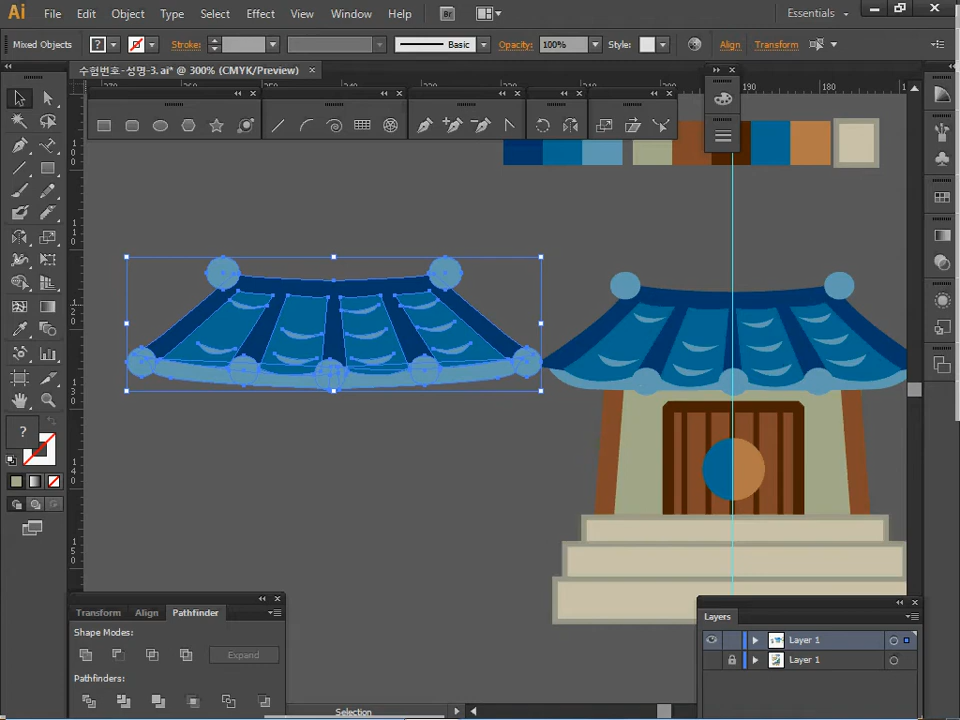 Ai File Edit Object Type Select Effect View Window Help Br Essentials
Mixed Objects ? Stroke: Basic Opacity: 100% Style: Align Transform
수험번호-성명-3.ai* @ 300% (CMYK/Preview)
190 180
?
Transform Align Pathfinder
Shape Modes:
Expand
Pathfinders:
Layers
Layer 1
Layer 1
Selection